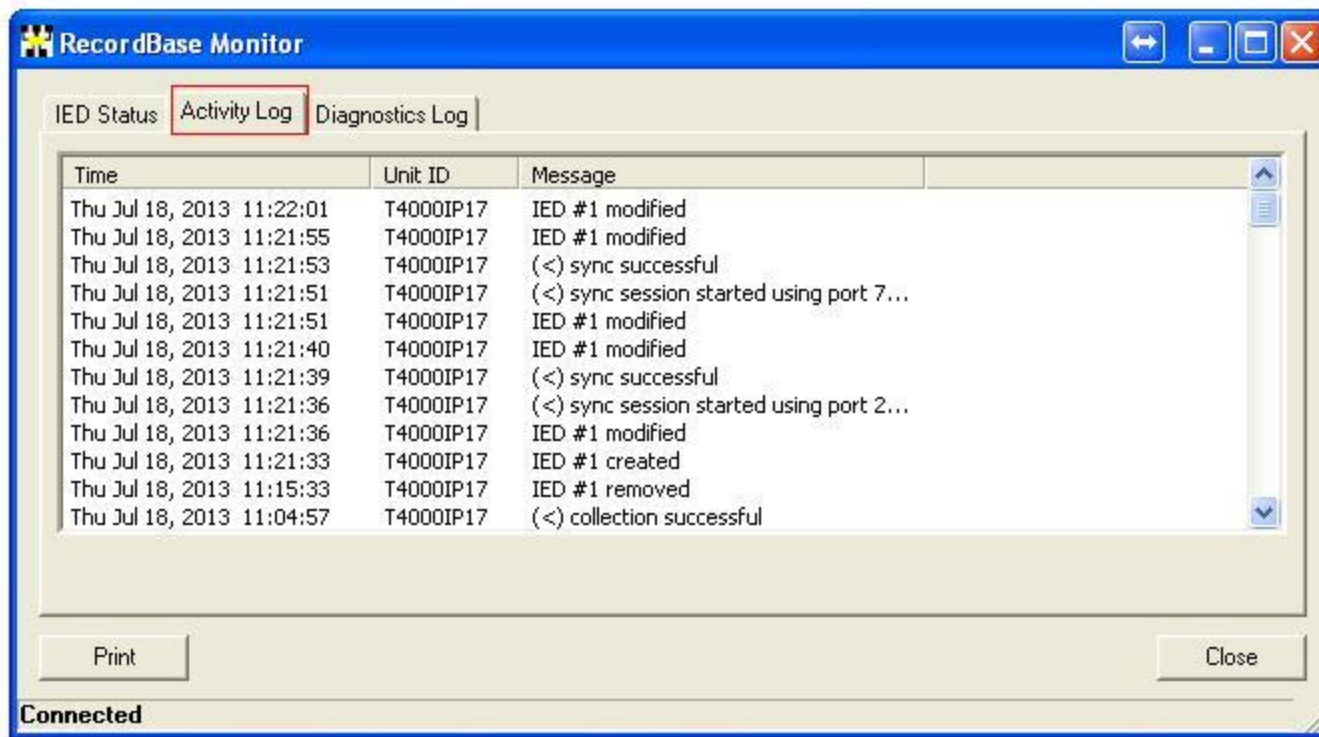 RecordBase Monitor
IED Status Activity Log Diagnostics Log
Time Unit ID Message
Thu Jul 18, 2013 11:22:01 T4000IP17 IED #1 modified
Thu Jul 18, 2013 11:21:55 T4000IP17 IED #1 modified
Thu Jul 18, 2013 11:21:53 T4000IP17 (<) sync successful
Thu Jul 18, 2013 11:21:51 T4000IP17 (<) sync session started using port 7...
Thu Jul 18, 2013 11:21:51 T4000IP17 IED #1 modified
Thu Jul 18, 2013 11:21:40 T4000IP17 IED #1 modified
Thu Jul 18, 2013 11:21:39 T4000IP17 (<) sync successful
Thu Jul 18, 2013 11:21:36 T4000IP17 (<) sync session started using port 2...
Thu Jul 18, 2013 11:21:36 T4000IP17 IED #1 modified
Thu Jul 18, 2013 11:21:33 T4000IP17 IED #1 created
Thu Jul 18, 2013 11:15:33 T4000IP17 IED #1 removed
Thu Jul 18, 2013 11:04:57 T4000IP17 (<) collection successful
Print Close
Connected